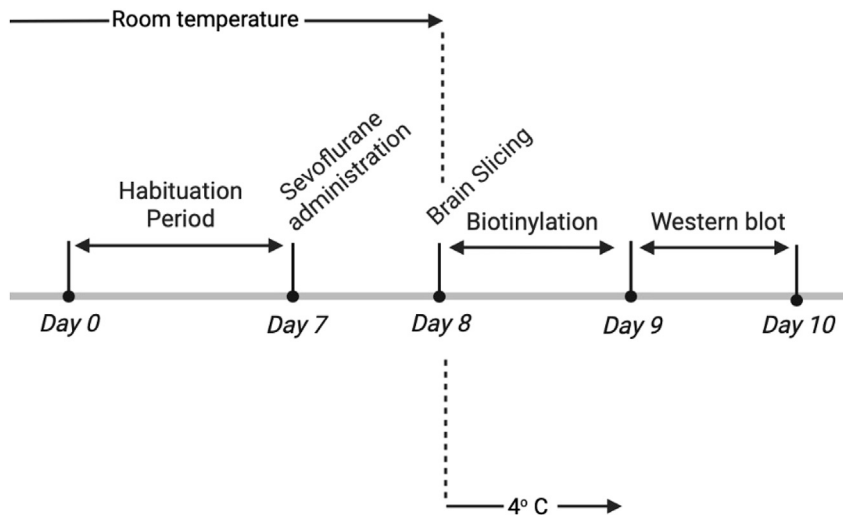 Room temperature
Habituation
Period
Sevoflurane
administration
Brain Slicing
Biotinylation
Western blot
Day 0
Day 7
Day 8
Day 9
Day 10
4º C